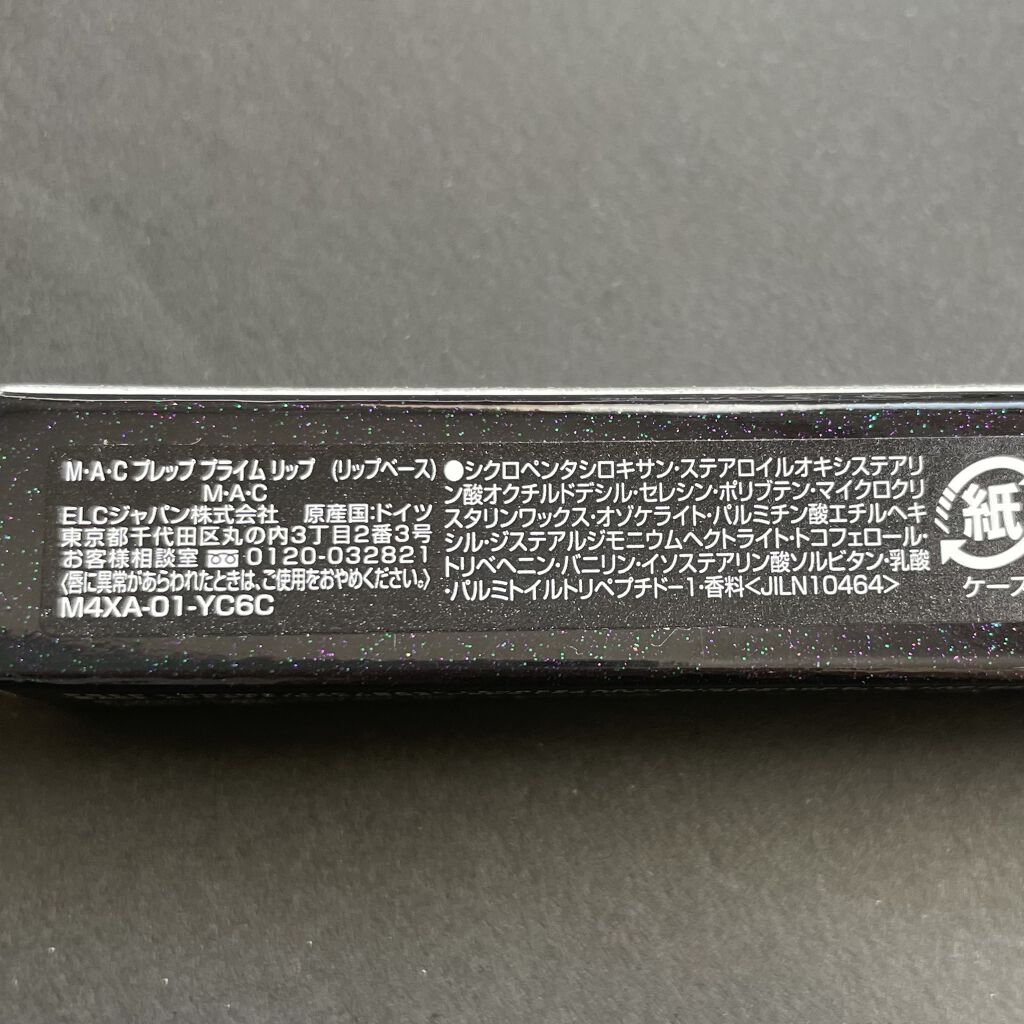 M・A・C プレップ プライム リップ （リップベース）
M・A・C
ELCジャパン株式会社　原産国：ドイツ
東京都千代田区丸の内3丁目2番3号
お客様相談室 0120-032821
〈唇に異常があらわれたときは、ご使用をおやめください。〉
M4XA-01-YC6C
●シクロペンタシロキサン・ステアロイルオキシステアリ
ン酸オクチルドデシル・セレシン・ポリブテン・マイクロクリ
スタリンワックス・オゾケライト・パルミチン酸エチルヘキ
シル・ジステアルジモニウムヘクトライト・トコフェロール・
トリベヘニン・バニリン・イソステアリン酸ソルビタン・乳酸
・パルミトイルトリペプチドー1・香料<JILN10464>
紙
ケース